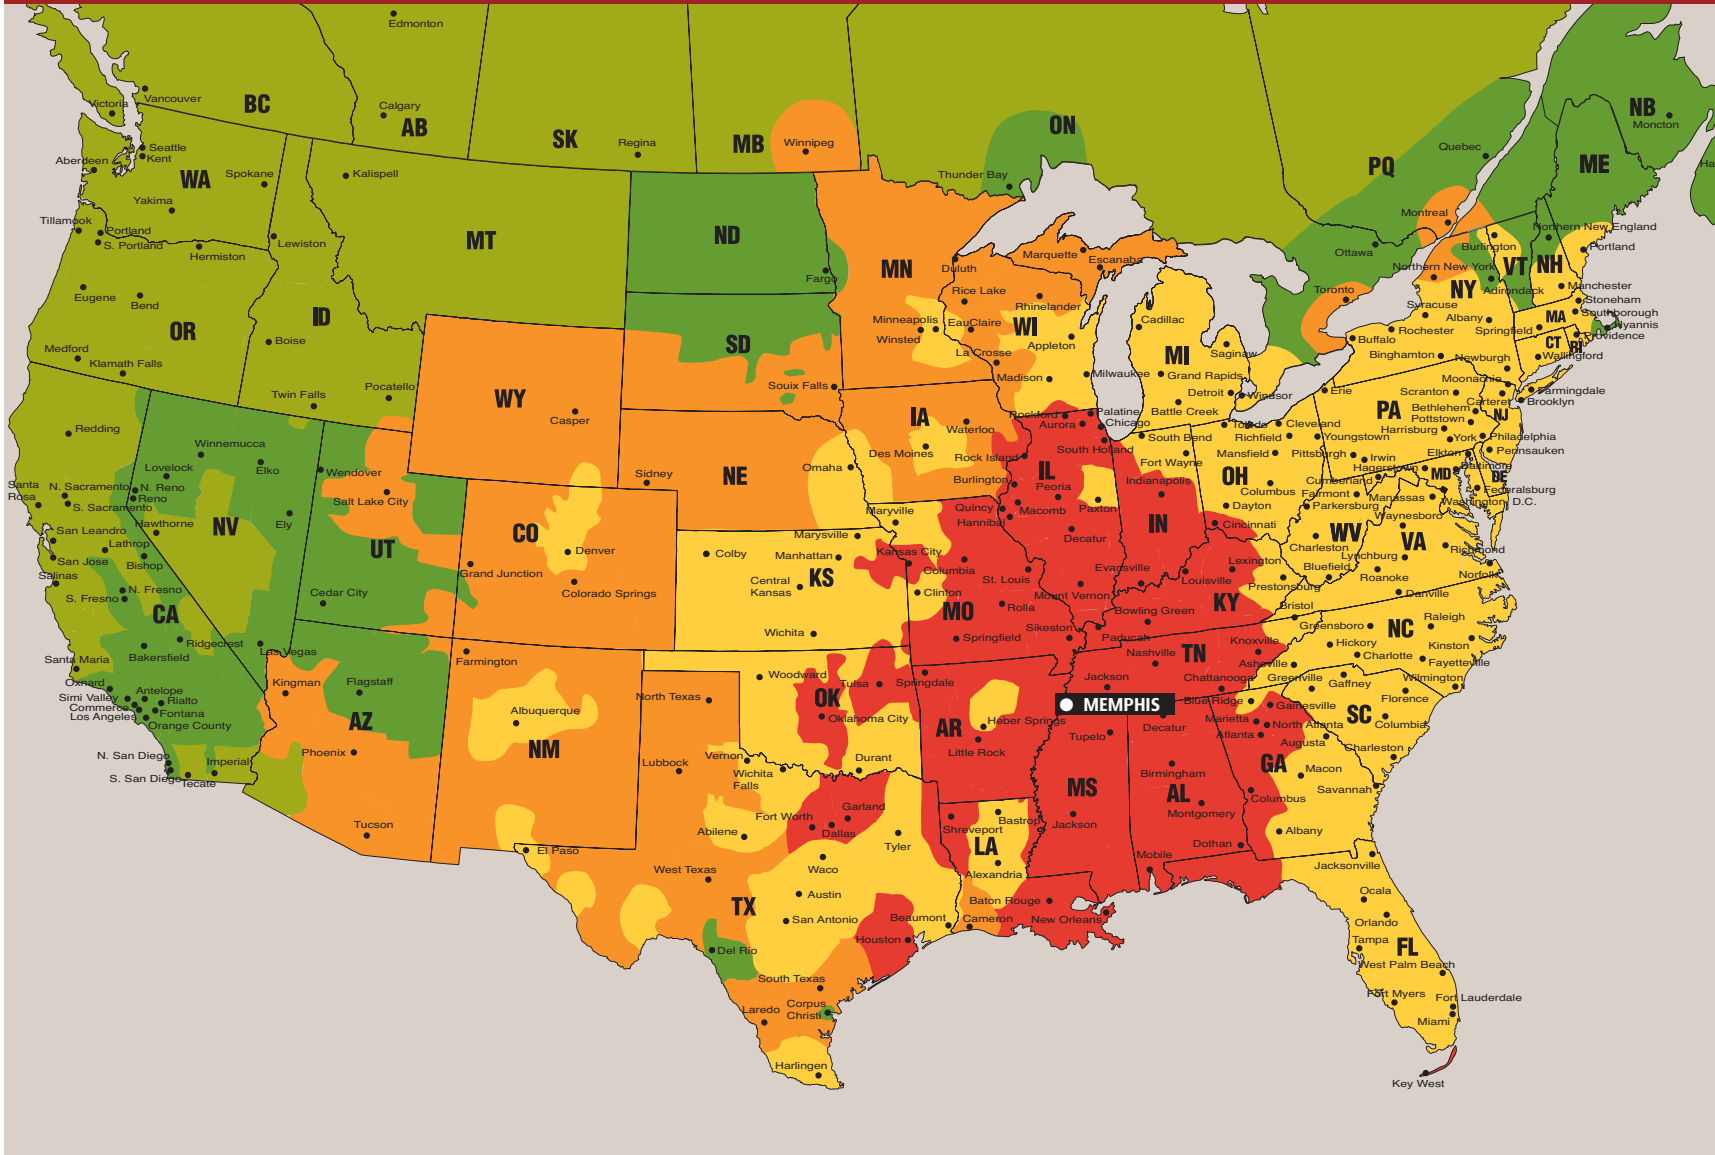 Edmonton
Vancouver
Victoria
BC
Calgary
AB
SK
Regina
MB
Winnipeg
ON
Thunder Bay
PQ
Quebec
NB
Moncton
ME
Ha
Seattle
Kent
Aberdeen
WA
Spokane
Yakima
Kalispell
Tillamook
Portland
S. Portland
Hermiston
Lewiston
MT
ND
Fargo
MN
Duluth
Marquette
Escanaba
Montreal
Ottawa
Northern New England
Burlington
Portland
Northern New York
VT
NH
Adirondack
Manchester
Eugene
Bend
OR
ID
Boise
Medford
Klamath Falls
Twin Falls
Pocatello
SD
Souix Falls
Rice Lake
Rhinelander
Minneapolis
EauClaire
WI
Winsted
Appleton
La Crosse
Madison
Milwaukee
Cadillac
MI
Saginaw
Grand Rapids
Detroit
Windsor
Battle Creek
Toronto
NY
Syracuse
Albany
Rochester
Buffalo
Springfield
Stoneham
Southborough
Hyannis
MA
Providence
CT
RI
Wallingford
Binghamton
Newburgh
Moonachie
Farmingdale
Brooklyn
Carteret
Erie
Scranton
PA
Bethlehem
Pottstown
Harrisburg
NJ
York
Philadelphia
Pennsauken
WY
Casper
Redding
Winnemucca
Lovelock
Elko
Wendover
Salt Lake City
N. Reno
Reno
N. Sacramento
S. Sacramento
Santa
Rosa
Hawthorne
NV
Ely
San Leandro
Lathrop
San Jose
Bishop
Salinas
N. Fresno
S. Fresno
CA
Ridgecrest
Bakersfield
Las Vegas
UT
Cedar City
Grand Junction
CO
Denver
Colorado Springs
Sidney
NE
Omaha
IA
Waterloo
Des Moines
Rockford
Aurora
Palatine
Chicago
South Holland
Rock Island
Burlington
IL
Peoria
Paxton
Quincy
Macomb
Hannibal
Decatur
South Bend
Fort Wayne
Indianapolis
IN
Toledo
Cleveland
Richfield
Youngstown
Mansfield
OH
Columbus
Dayton
Cincinnati
Pittsburgh
Irwin
Hagerstown
Cumberland
Elkton
Baltimore
MD
DE
Federalsburg
Washington, D.C.
Manassas
Fairmont
Parkersburg
WV
Charleston
Bluefield
Waynesboro
VA
Lynchburg
Richmond
Roanoke
Norfolk
Danville
Maryville
Marysville
Colby
Manhattan
KS
Central
Kansas
Wichita
Kansas City
Columbia
Clinton
MO
St. Louis
Rolla
Springfield
Sikeston
Mount Vernon
Evansville
Louisville
Lexington
Prestonsburg
KY
Bowling Green
Paducah
Bristol
Greensboro
Raleigh
NC
Hickory
Charlotte
Kinston
Fayetteville
Wilmington
Knoxville
Asheville
TN
Nashville
Jackson
Chattanooga
MEMPHIS
Greenville
Gaffney
Florence
SC
Columbia
Charleston
Santa Maria
Oxnard
Simi Valley
Commerce
Los Angeles
Antelope
Rialto
Fontana
Orange County
N. San Diego
S. San Diego
Tecate
Imperial
Kingman
Flagstaff
AZ
Phoenix
Tucson
Farmington
Albuquerque
NM
North Texas
Woodward
OK
Tulsa
Oklahoma City
Durant
Springdale
AR
Heber Springs
Little Rock
Tupelo
MS
Jackson
Decatur
Birmingham
AL
Montgomery
Dothan
Mobile
Blue Ridge
Gainesville
Marietta
North Atlanta
Atlanta
Augusta
GA
Macon
Columbus
Savannah
Albany
Lubbock
Vernon
Wichita
Falls
Abilene
Fort Worth
Garland
Dallas
Tyler
Waco
El Paso
West Texas
TX
Austin
San Antonio
Del Rio
South Texas
Laredo
Corpus
Christi
Harlingen
Houston
Beaumont
Cameron
Shreveport
Bastrop
LA
Alexandria
Baton Rouge
New Orleans
Jacksonville
Ocala
Orlando
Tampa
FL
West Palm Beach
Fort Myers
Fort Lauderdale
Miami
Key West